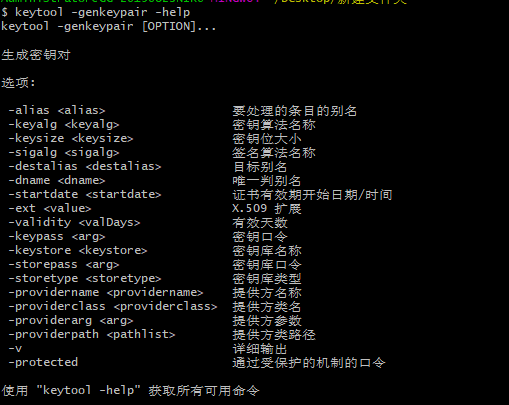 $ keytool -genkeypair -help
keytool -genkeypair [OPTION]...
生成密钥对
选项:
-alias <alias> 要处理的条目的别名
-keyalg <keyalg> 密钥算法名称
-keysize <keysize> 密钥位大小
-sigalg <sigalg> 签名算法名称
-destalias <destalias> 目标别名
-dname <dname> 唯一判别名
-startdate <startdate> 证书有效期开始日期/时间
-ext <value> X.509 扩展
-validity <valDays> 有效天数
-keypass <arg> 密钥口令
-keystore <keystore> 密钥库名称
-storepass <arg> 密钥库口令
-storetype <storetype> 密钥库类型
-providername <providername> 提供方名称
-providerclass <providerclass> 提供方类名
-providerarg <arg> 提供方参数
-providerpath <pathlist> 提供方类路径
-v 详细输出
-protected 通过受保护的机制的口令
使用 "keytool -help" 获取所有可用命令